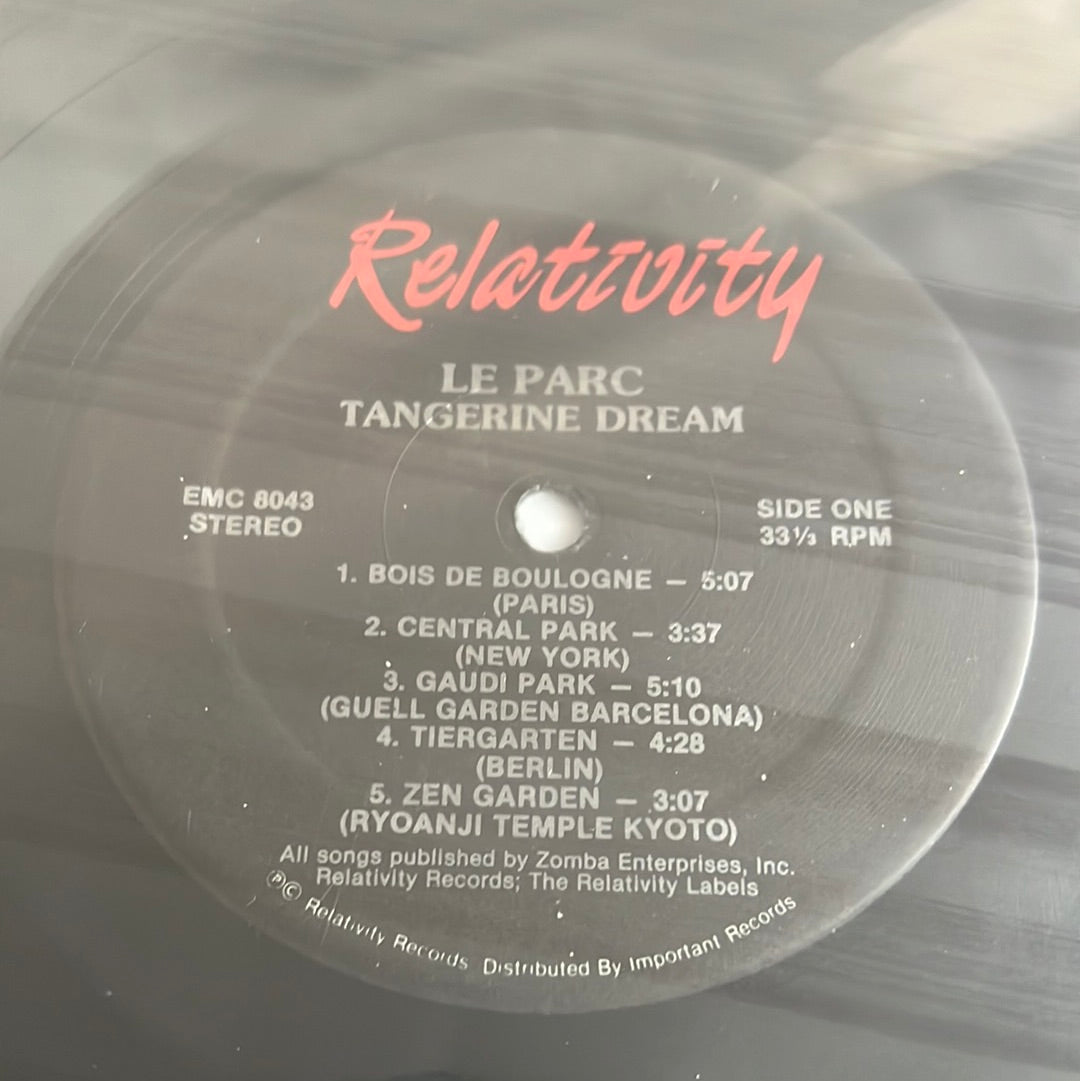 Relativity
LE PARC
TANGERINE DREAM
EMC 8043
STEREO
SIDE ONE
33⅓ RPM
1. BOIS DE BOULOGNE — 5:07
(PARIS)
2. CENTRAL PARK — 3:37
(NEW YORK)
3. GAUDI PARK — 5:10
(GUELL GARDEN BARCELONA)
4. TIERGARTEN — 4:28
(BERLIN)
5. ZEN GARDEN — 3:07
(RYOANJI TEMPLE KYOTO)
All songs published by Zomba Enterprises, Inc.
Relativity Records; The Relativity Labels
℗© Relativity Records Distributed By Important Records